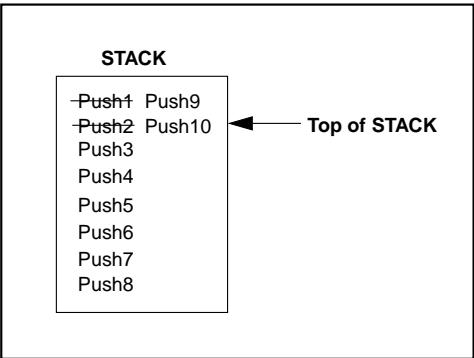 STACK
Push1 Push9
Push2 Push10
Top of STACK
Push3
Push4
Push5
Push6
Push7
Push8